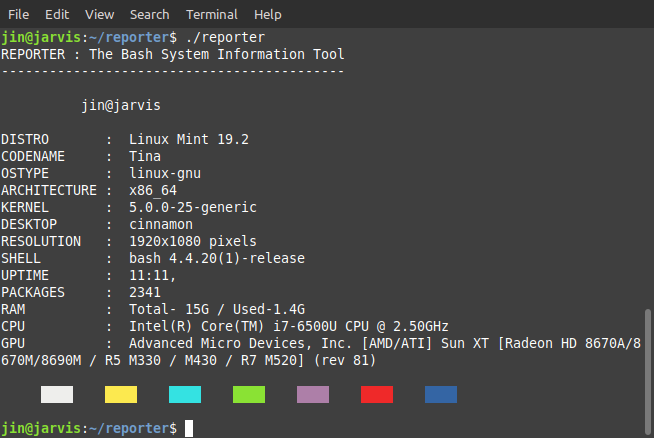 File Edit View Search Terminal Help
jin@jarvis:~/reporter$ ./reporter
REPORTER : The Bash System Information Tool
-------------------------------------------
jin@jarvis
DISTRO : Linux Mint 19.2
CODENAME : Tina
OSTYPE : linux-gnu
ARCHITECTURE : x86_64
KERNEL : 5.0.0-25-generic
DESKTOP : cinnamon
RESOLUTION : 1920x1080 pixels
SHELL : bash 4.4.20(1)-release
UPTIME : 11:11,
PACKAGES : 2341
RAM : Total- 15G / Used-1.4G
CPU : Intel(R) Core(TM) i7-6500U CPU @ 2.50GHz
GPU : Advanced Micro Devices, Inc. [AMD/ATI] Sun XT [Radeon HD 8670A/8
670M/8690M / R5 M330 / M430 / R7 M520] (rev 81)
jin@jarvis:~/reporter$